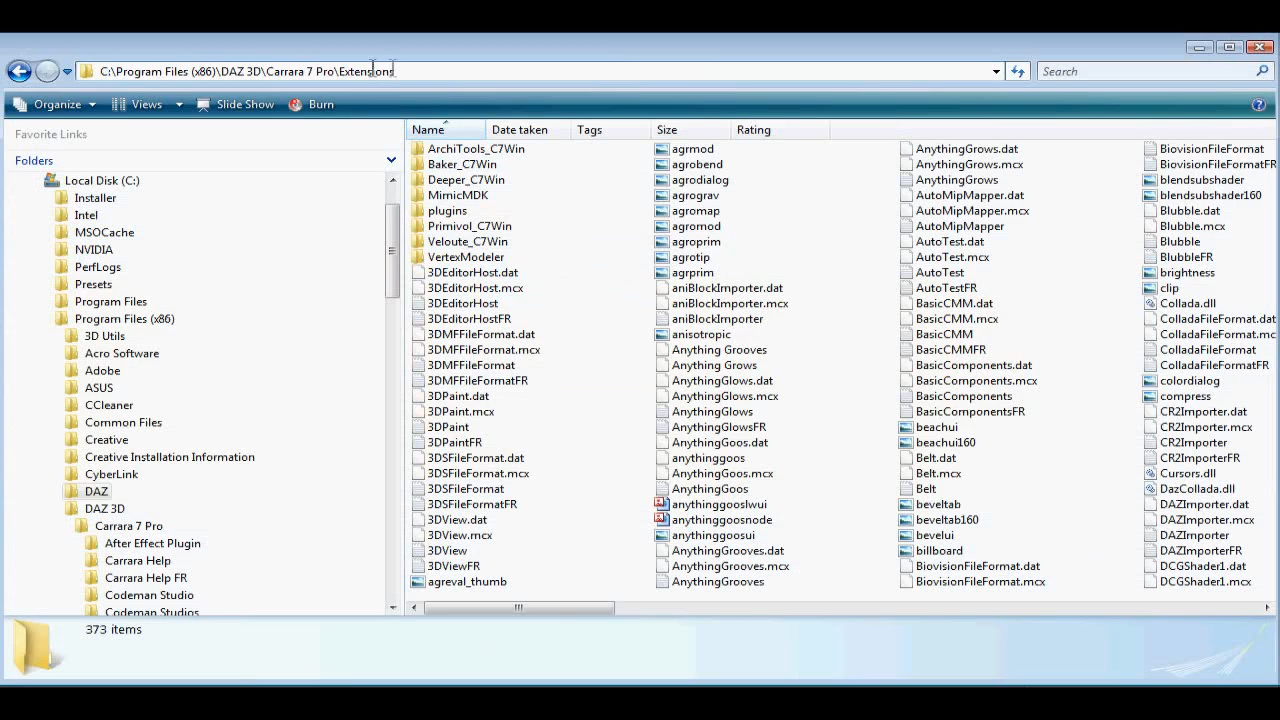 C:\Program Files (x86)\DAZ 3D\Carrara 7 Pro\Extensions
Search
Organize Views Slide Show Burn
Favorite Links
Folders
Local Disk (C:)
Installer
Intel
MSOCache
NVIDIA
PerfLogs
Presets
Program Files
Program Files (x86)
3D Utils
Acro Software
Adobe
ASUS
CCleaner
Common Files
Creative
Creative Installation Information
CyberLink
DAZ
DAZ 3D
Carrara 7 Pro
After Effect Plugin
Carrara Help
Carrara Help FR
Codeman Studio
Codeman Studios
Name Date taken Tags Size Rating
ArchiTools_C7Win
Baker_C7Win
Deeper_C7Win
MimicMDK
plugins
Primivol_C7Win
Veloute_C7Win
VertexModeler
3DEditorHost.dat
3DEditorHost.mcx
3DEditorHost
3DEditorHostFR
3DMFFileFormat.dat
3DMFFileFormat.mcx
3DMFFileFormat
3DMFFileFormatFR
3DPaint.dat
3DPaint.mcx
3DPaint
3DPaintFR
3DSFileFormat.dat
3DSFileFormat.mcx
3DSFileFormat
3DSFileFormatFR
3DView.dat
3DView.mcx
3DView
3DViewFR
agreval_thumb
agrmod
agrobend
agrodialog
agrograv
agromap
agromod
agroprim
agrotip
agrprim
aniBlockImporter.dat
aniBlockImporter.mcx
aniBlockImporter
anisotropic
Anything Grooves
Anything Grows
AnythingGlows.dat
AnythingGlows.mcx
AnythingGlows
AnythingGlowsFR
AnythingGoos.dat
anythinggoos
AnythingGoos.mcx
AnythingGoos
anythinggooslwui
anythinggoosnode
anythinggoosui
AnythingGrooves.dat
AnythingGrooves.mcx
AnythingGrooves
AnythingGrows.dat
AnythingGrows.mcx
AnythingGrows
AutoMipMapper.dat
AutoMipMapper.mcx
AutoMipMapper
AutoTest.dat
AutoTest.mcx
AutoTest
AutoTestFR
BasicCMM.dat
BasicCMM.mcx
BasicCMM
BasicCMMFR
BasicComponents.dat
BasicComponents.mcx
BasicComponents
BasicComponentsFR
beachui
beachui160
Belt.dat
Belt.mcx
Belt
beveltab
beveltab160
bevelui
billboard
BiovisionFileFormat.dat
BiovisionFileFormat.mcx
BiovisionFileFormat
BiovisionFileFormatFR
blendsubshader
blendsubshader160
Blubble.dat
Blubble.mcx
Blubble
BlubbleFR
brightness
clip
Collada.dll
ColladaFileFormat.dat
ColladaFileFormat.mc
ColladaFileFormat
ColladaFileFormatFR
colordialog
compress
CR2Importer.dat
CR2Importer.mcx
CR2Importer
CR2ImporterFR
Cursors.dll
DazCollada.dll
DAZImporter.dat
DAZImporter.mcx
DAZImporter
DAZImporterFR
DCGShader1.dat
DCGShader1.mcx
373 items